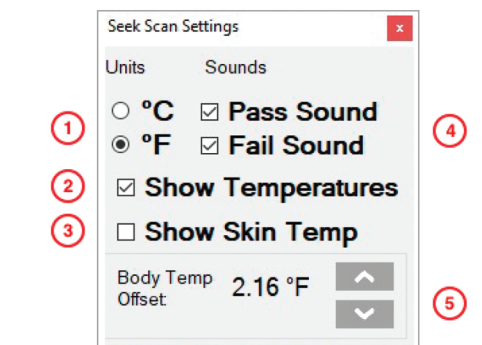 Seek Scan Settings x
Units Sounds
°C Pass Sound
1 4
°F Fail Sound
2 Show Temperatures
3 Show Skin Temp
Body Temp
Offset: 2.16 °F
5